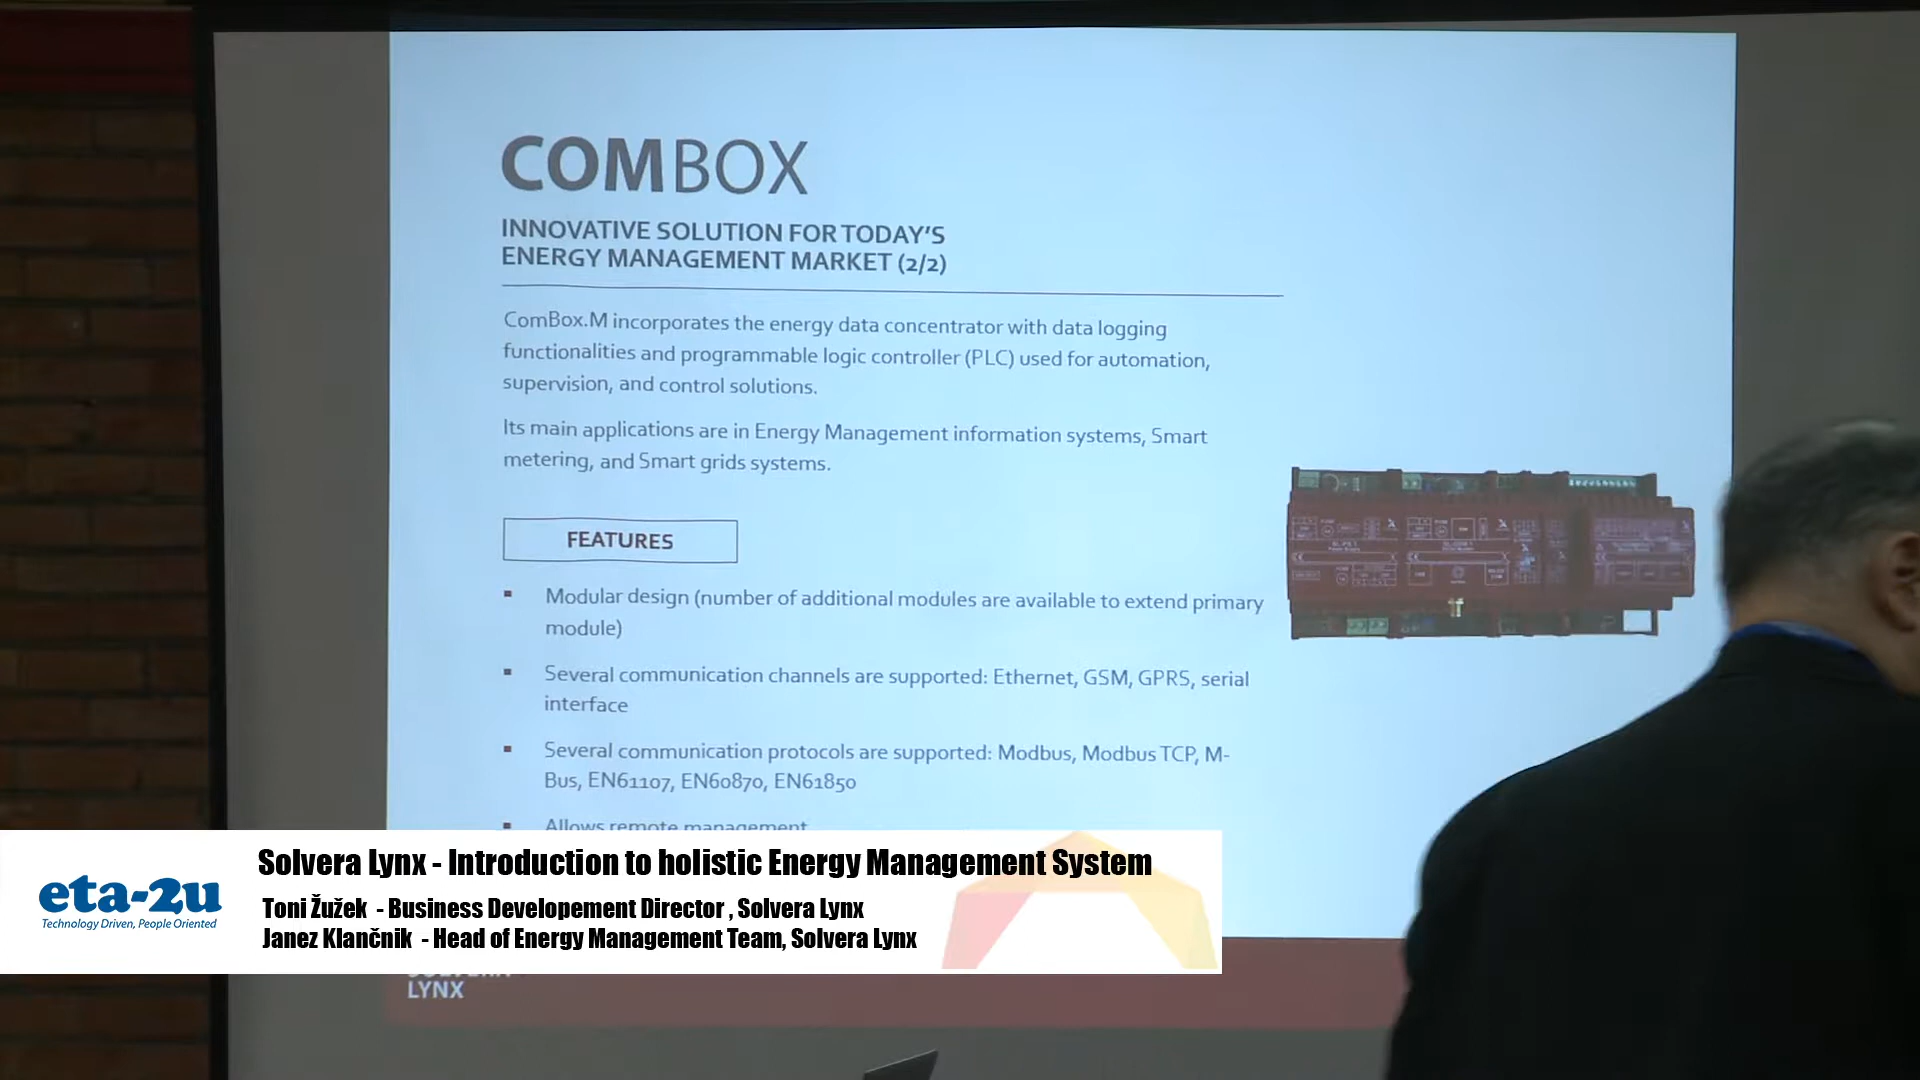 COMBOX
INNOVATIVE SOLUTION FOR TODAY'S
ENERGY MANAGEMENT MARKET (2/2)
ComBox.M incorporates the energy data concentrator with data logging
functionalities and programmable logic controller (PLC) used for automation,
supervision, and control solutions.
Its main applications are in Energy Management information systems, Smart
metering, and Smart grids systems.
FEATURES
▪ Modular design (number of additional modules are available to extend primary
module)
▪ Several communication channels are supported: Ethernet, GSM, GPRS, serial
interface
▪ Several communication protocols are supported: Modbus, Modbus TCP, M-
Bus, EN61107, EN60870, EN61850
▪ Allows remote management
eta-2u
Technology Driven, People Oriented
Solvera Lynx - Introduction to holistic Energy Management System
Toni Žužek - Business Developement Director , Solvera Lynx
Janez Klančnik - Head of Energy Management Team, Solvera Lynx
LYNX